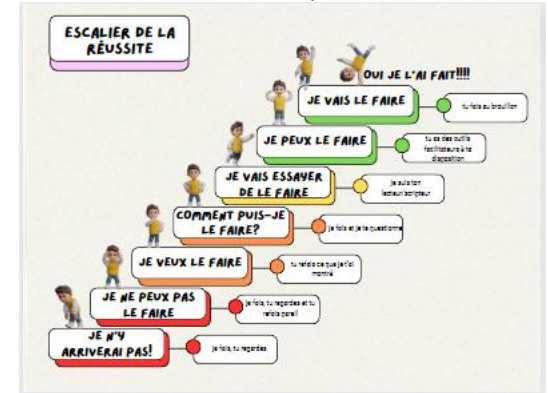 ESCALIER DE LA
RÉUSSITE
OUI JE L'AI FAIT!!!!
JE VAIS LE FAIRE
tu fais au brouillon
JE PEUX LE FAIRE
tu as des outils
facilitateurs à ta
disposition
JE VAIS ESSAYER
DE LE FAIRE
je suis ton
lecteur/scripteur
COMMENT PUIS-JE
LE FAIRE?
je fais et je te questionne
JE VEUX LE FAIRE
tu refais ce que je t'ai
montré
JE NE PEUX PAS
LE FAIRE
je fais, tu regardes et tu
refais pareil
JE N'Y
ARRIVERAI PAS!
je fais, tu regardes